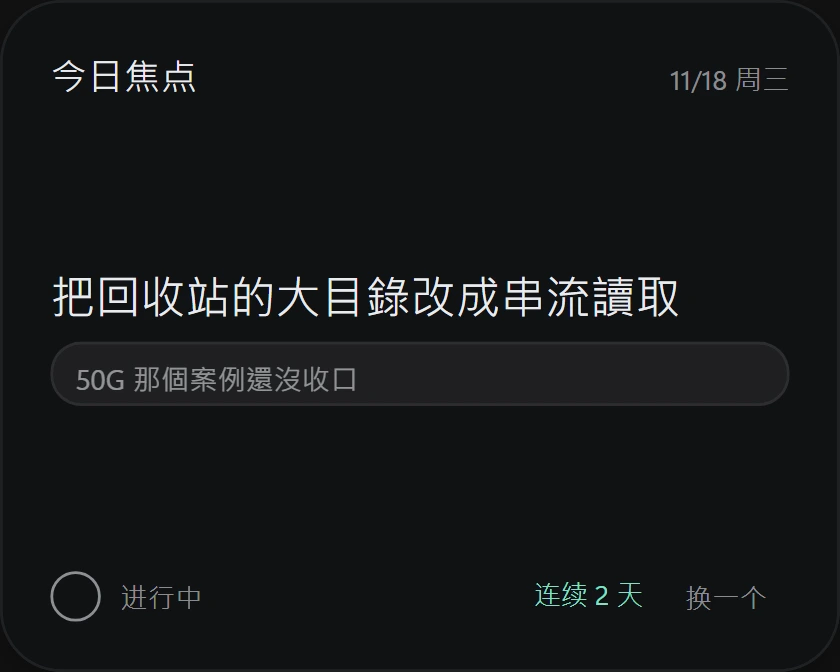 今日焦点
11/18 周三
把回收站的大目錄改成串流讀取
50G 那個案例還沒收口
进行中
连续 2 天
换一个